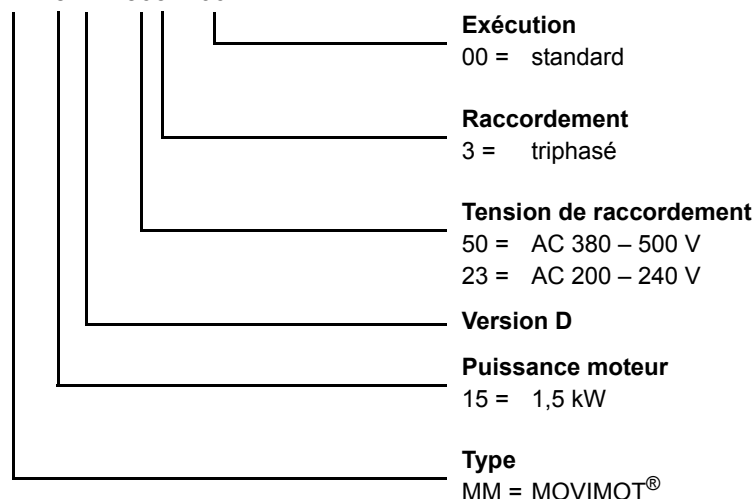 Exécution
00 = standard
Raccordement
3 = triphasé
Tension de raccordement
50 = AC 380 – 500 V
23 = AC 200 – 240 V
Version D
Puissance moteur
15 = 1,5 kW
Type
MM = MOVIMOT®